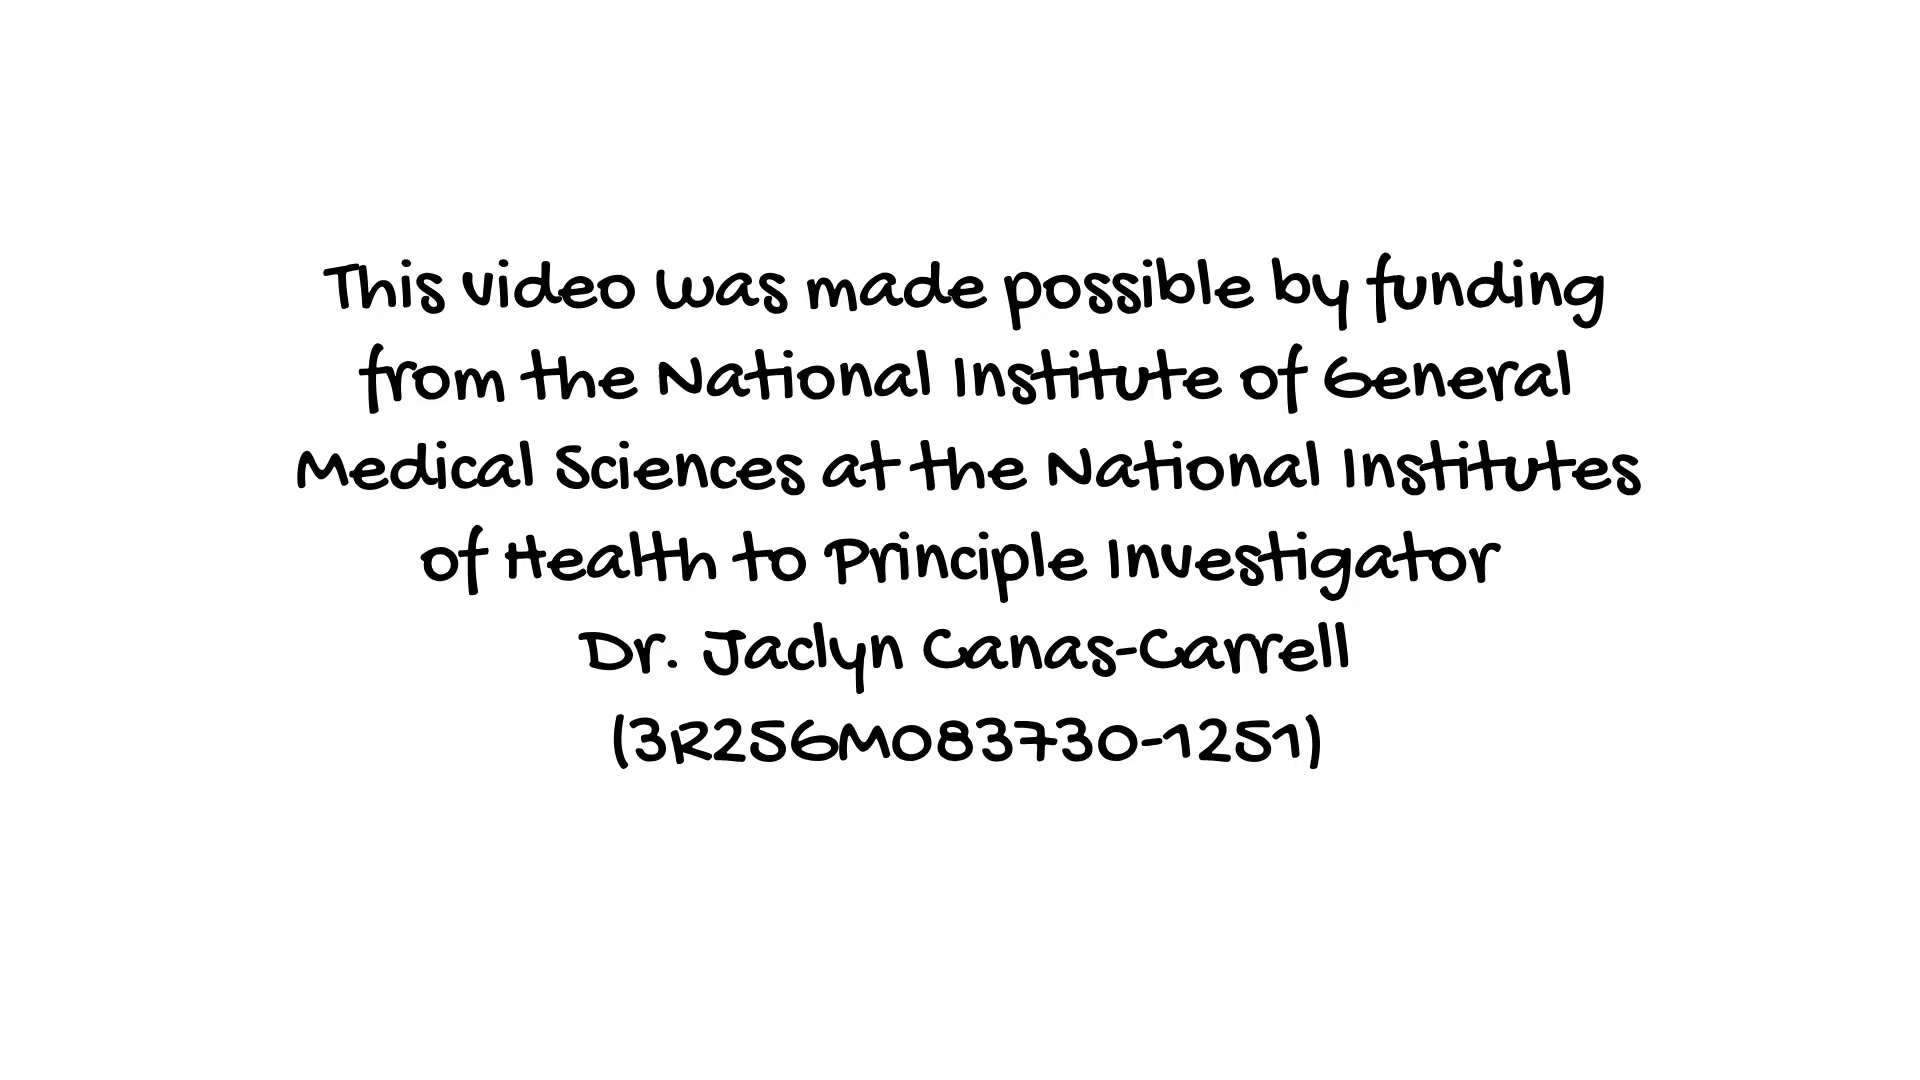 This video was made possible by funding
from the National Institute of General
Medical Sciences at the National Institutes
of Health to Principle Investigator
Dr. Jaclyn Canas-Carrell
(3R25GM083730-12S1)